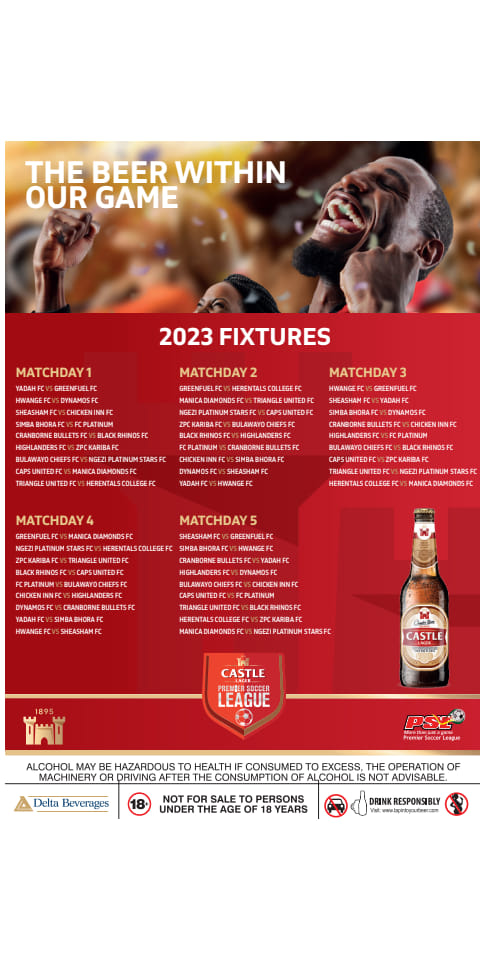 THE BEER WITHIN
OUR GAME
2023 FIXTURES
MATCHDAY 1
YADAH FC VS GREENFUEL FC
HWANGE FC VS DYNAMOS FC
SHEASHAM FC VS CHICKEN INN FC
SIMBA BHORA FC VS FC PLATINUM
CRANBORNE BULLETS FC VS BLACK RHINOS FC
HIGHLANDERS FC VS ZPC KARIBA FC
BULAWAYO CHIEFS FC VS NGEZI PLATINUM STARS FC
CAPS UNITED FC VS MANICA DIAMONDS FC
TRIANGLE UNITED FC VS HERENTALS COLLEGE FC
MATCHDAY 2
GREENFUEL FC VS HERENTALS COLLEGE FC
MANICA DIAMONDS FC VS TRIANGLE UNITED FC
NGEZI PLATINUM STARS FC VS CAPS UNITED FC
ZPC KARIBA FC VS BULAWAYO CHIEFS FC
BLACK RHINOS FC VS HIGHLANDERS FC
FC PLATINUM VS CRANBORNE BULLETS FC
CHICKEN INN FC VS SIMBA BHORA FC
DYNAMOS FC VS SHEASHAM FC
YADAH FC VS HWANGE FC
MATCHDAY 3
HWANGE FC VS GREENFUEL FC
SHEASHAM FC VS YADAH FC
SIMBA BHORA FC VS DYNAMOS FC
CRANBORNE BULLETS FC VS CHICKEN INN FC
HIGHLANDERS FC VS FC PLATINUM
BULAWAYO CHIEFS FC VS BLACK RHINOS FC
CAPS UNITED FC VS ZPC KARIBA FC
TRIANGLE UNITED FC VS NGEZI PLATINUM STARS FC
HERENTALS COLLEGE FC VS MANICA DIAMONDS FC
MATCHDAY 4
GREENFUEL FC VS MANICA DIAMONDS FC
NGEZI PLATINUM STARS FC VS HERENTALS COLLEGE FC
ZPC KARIBA FC VS TRIANGLE UNITED FC
BLACK RHINOS FC VS CAPS UNITED FC
FC PLATINUM VS BULAWAYO CHIEFS FC
CHICKEN INN FC VS HIGHLANDERS FC
DYNAMOS FC VS CRANBORNE BULLETS FC
YADAH FC VS SIMBA BHORA FC
HWANGE FC VS SHEASHAM FC
MATCHDAY 5
SHEASHAM FC VS GREENFUEL FC
SIMBA BHORA FC VS HWANGE FC
CRANBORNE BULLETS FC VS YADAH FC
HIGHLANDERS FC VS DYNAMOS FC
BULAWAYO CHIEFS FC VS CHICKEN INN FC
CAPS UNITED FC VS FC PLATINUM
TRIANGLE UNITED FC VS BLACK RHINOS FC
HERENTALS COLLEGE FC VS ZPC KARIBA FC
MANICA DIAMONDS FC VS NGEZI PLATINUM STARS FC
CASTLE
LAGER
CASTLE
LAGER
PREMIER SOCCER
LEAGUE
1895
PSL
More than just a game
Premier Soccer League
ALCOHOL MAY BE HAZARDOUS TO HEALTH IF CONSUMED TO EXCESS, THE OPERATION OF
MACHINERY OR DRIVING AFTER THE CONSUMPTION OF ALCOHOL IS NOT ADVISABLE.
Delta Beverages
18+
NOT FOR SALE TO PERSONS
UNDER THE AGE OF 18 YEARS
DRINK RESPONSIBLY
Visit: www.tapintoyourbeer.com